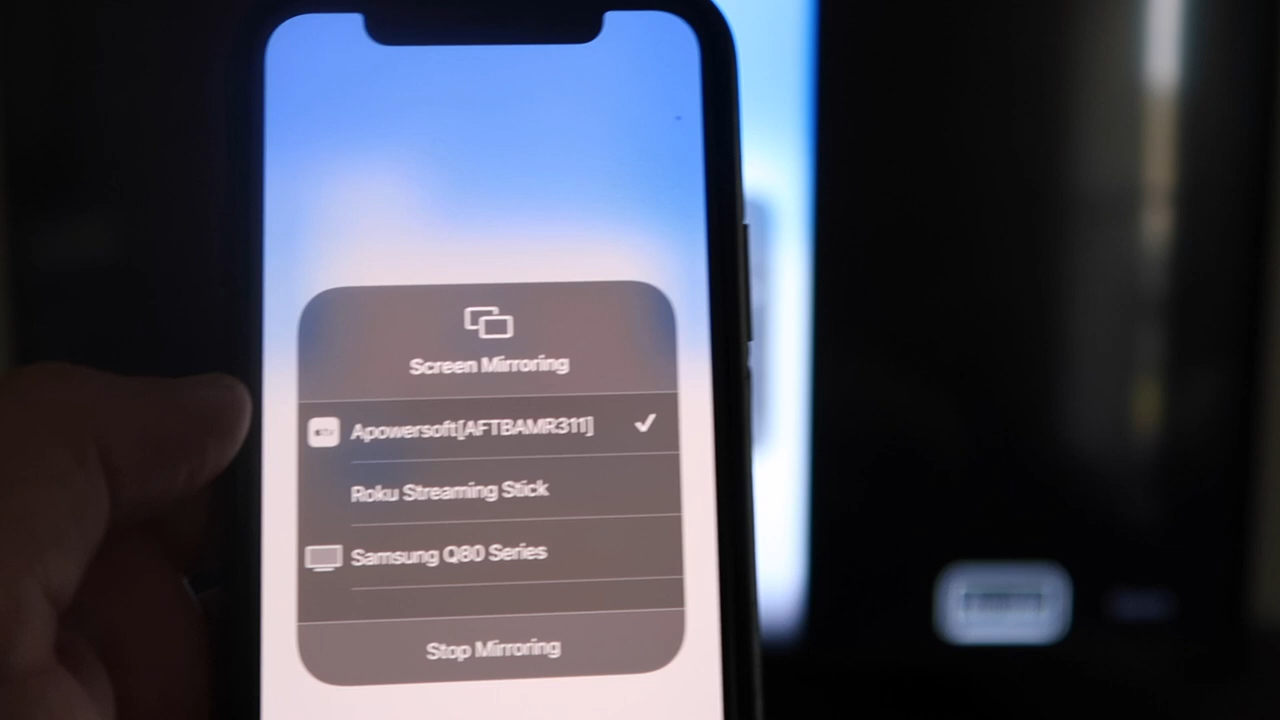 Screen Mirroring
Apowersoft[AFTBAMR311]
Roku Streaming Stick
Samsung Q80 Series
Stop Mirroring